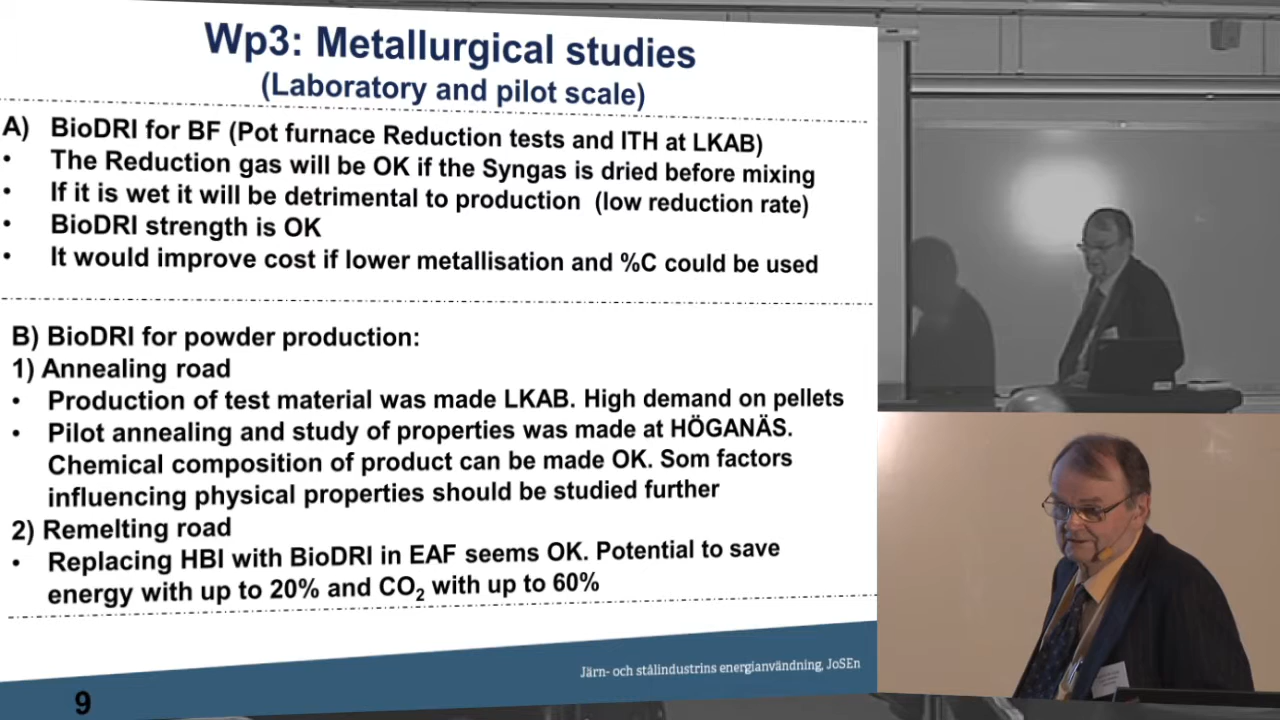 Wp3: Metallurgical studies
(Laboratory and pilot scale)
A) BioDRI for BF (Pot furnace Reduction tests and ITH at LKAB)
• The Reduction gas will be OK if the Syngas is dried before mixing
• If it is wet it will be detrimental to production (low reduction rate)
• BioDRI strength is OK
• It would improve cost if lower metallisation and %C could be used
B) BioDRI for powder production:
1) Annealing road
• Production of test material was made LKAB. High demand on pellets
• Pilot annealing and study of properties was made at HÖGANÄS.
Chemical composition of product can be made OK. Som factors
influencing physical properties should be studied further
2) Remelting road
• Replacing HBI with BioDRI in EAF seems OK. Potential to save
energy with up to 20% and CO₂ with up to 60%
Järn- och stålindustrins energianvändning, JoSEn
9